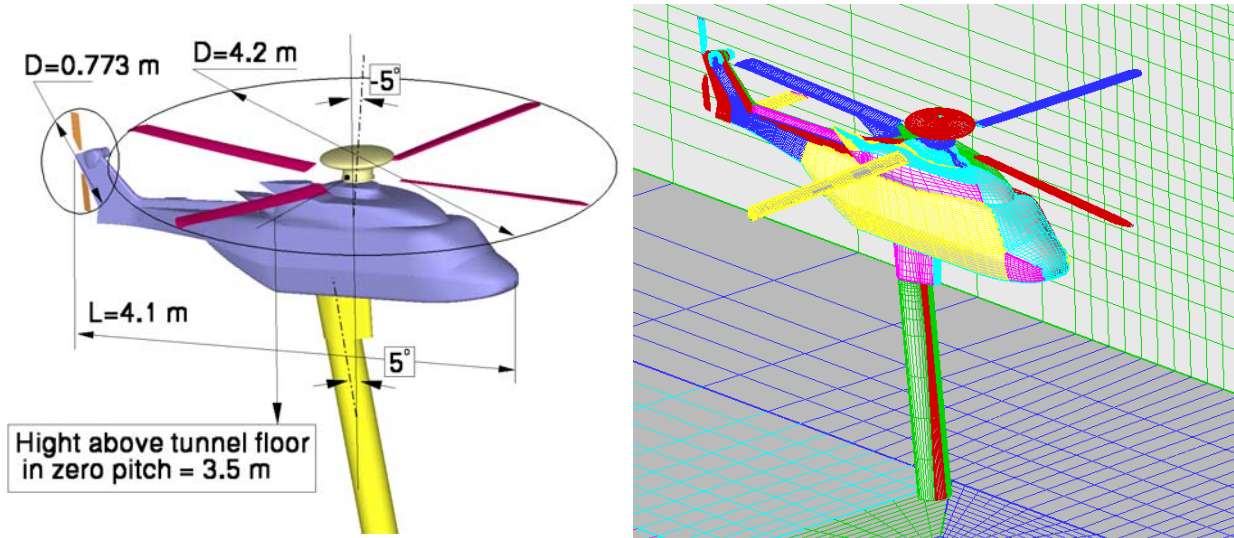 D=0.773 m
D=4.2 m
-5°
L=4.1 m
5°
Hight above tunnel floor
in zero pitch = 3.5 m